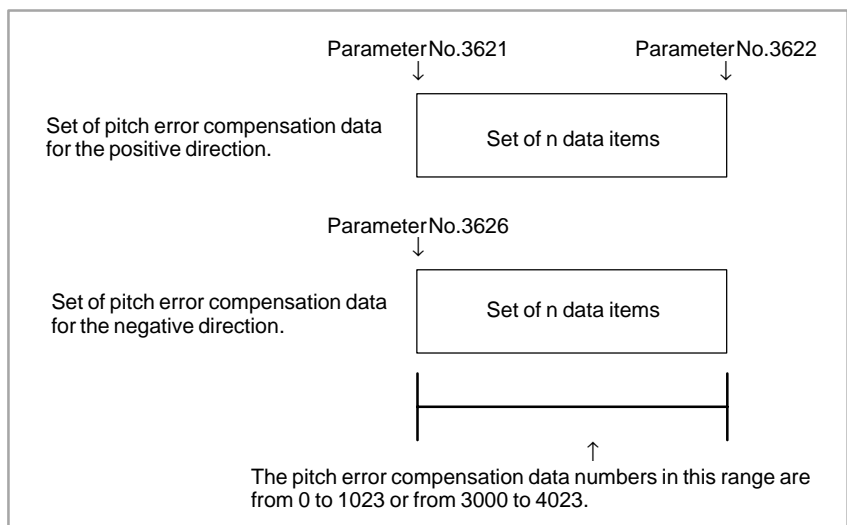 Parameter No.3621
Parameter No.3622
Set of pitch error compensation data
for the positive direction.
Set of n data items
Parameter No.3626
Set of pitch error compensation data
for the negative direction.
Set of n data items
The pitch error compensation data numbers in this range are
from 0 to 1023 or from 3000 to 4023.